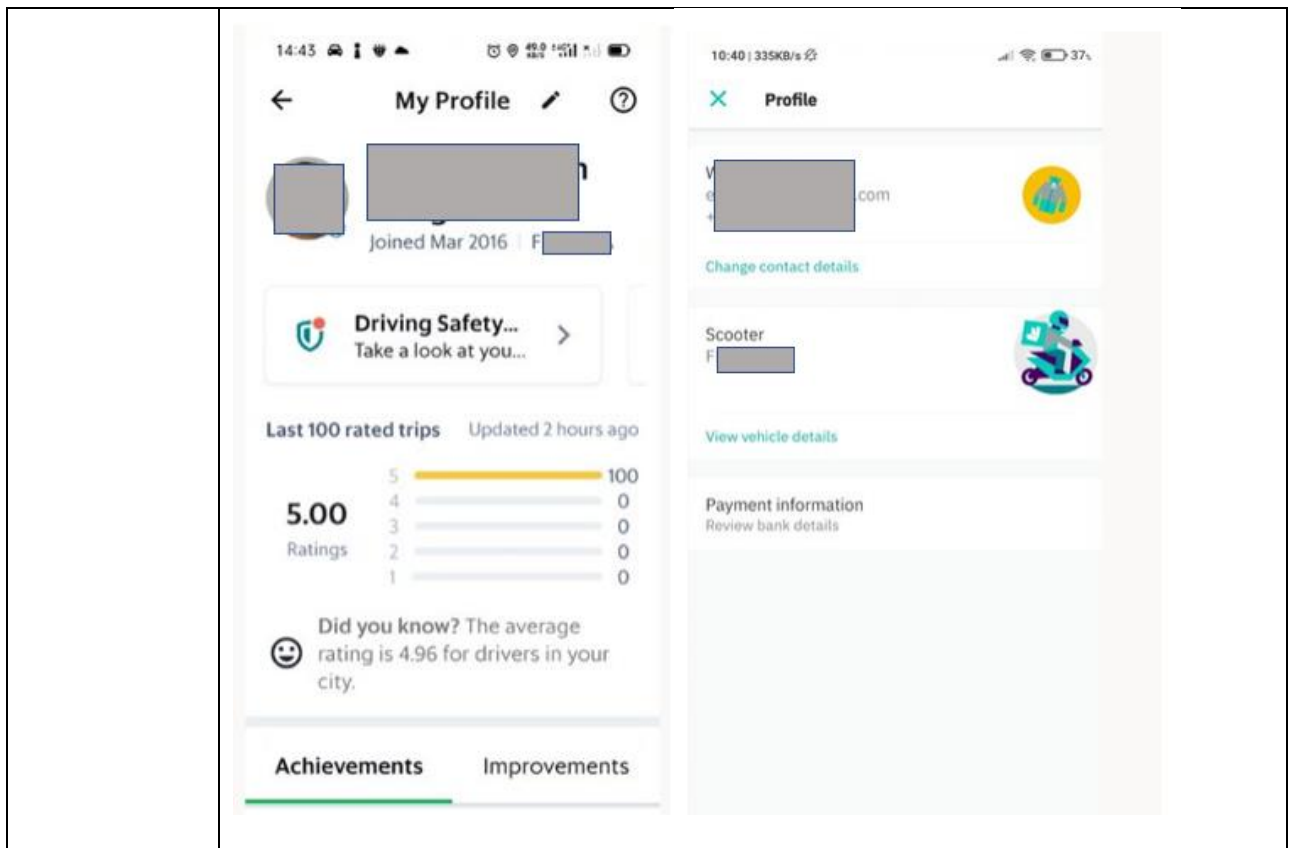 14:43
My Profile
n
Joined Mar 2016 F
Driving Safety...
Take a look at you...
Last 100 rated trips Updated 2 hours ago
5 100
4 0
3 0
2 0
1 0
5.00
Ratings
Did you know? The average
rating is 4.96 for drivers in your
city.
Achievements Improvements
10:40 | 335KB/s 37%
Profile
W
e .com
+
Change contact details
Scooter
F
View vehicle details
Payment information
Review bank details